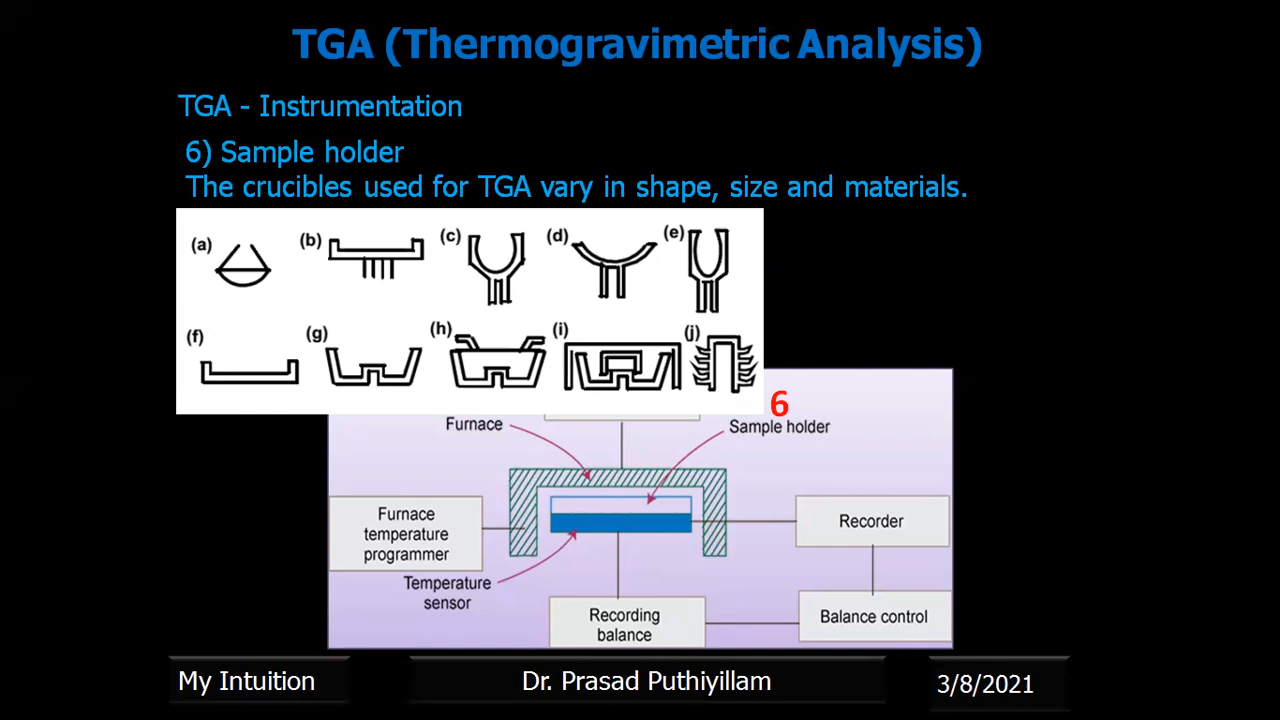 TGA (Thermogravimetric Analysis)
TGA - Instrumentation
6) Sample holder
The crucibles used for TGA vary in shape, size and materials.
(a) (b) (c) (d) (e)
(f) (g) (h) (i) (j)
6
Furnace
Sample holder
Furnace
temperature
programmer
Recorder
Temperature
sensor
Recording
balance
Balance control
My Intuition
Dr. Prasad Puthiyillam
3/8/2021